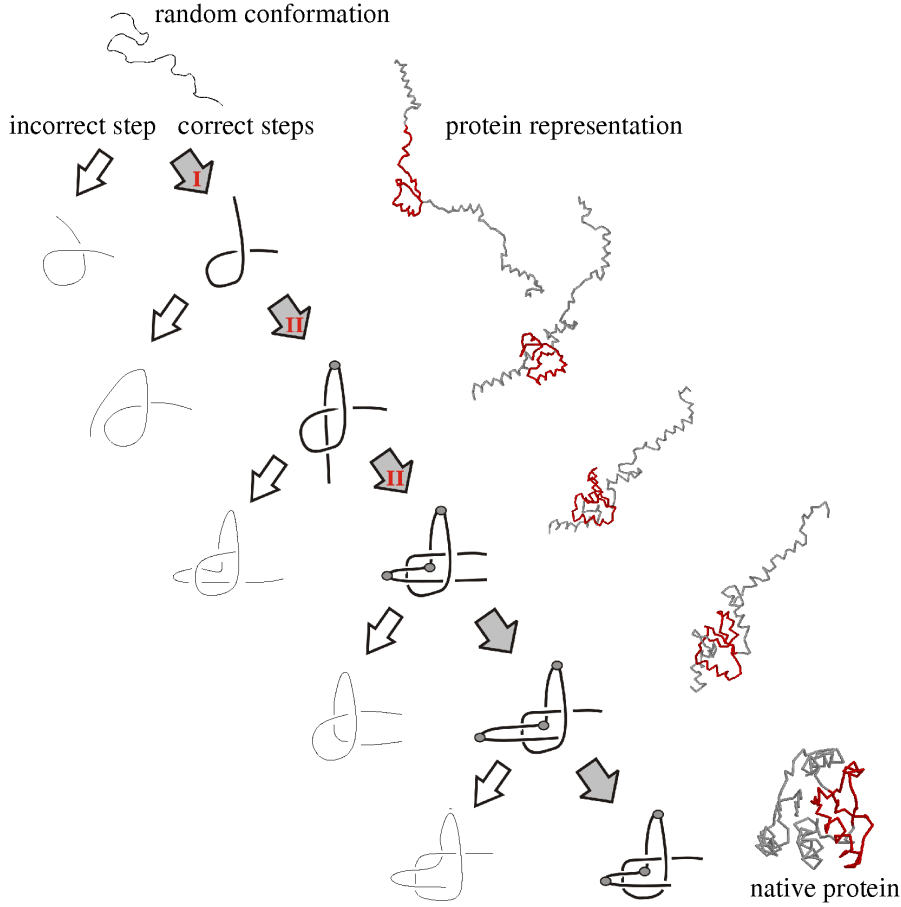 random conformation
incorrect step correct steps
protein representation
I
II
II
native protein